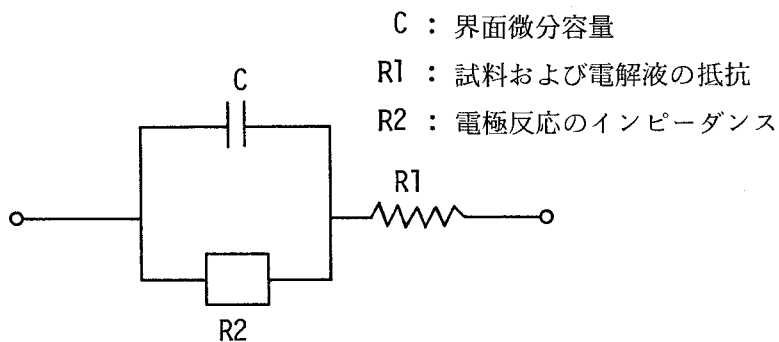 C : 界面微分容量
R1 : 試料および電解液の抵抗
R2 : 電極反応のインピーダンス
C
R1
R2